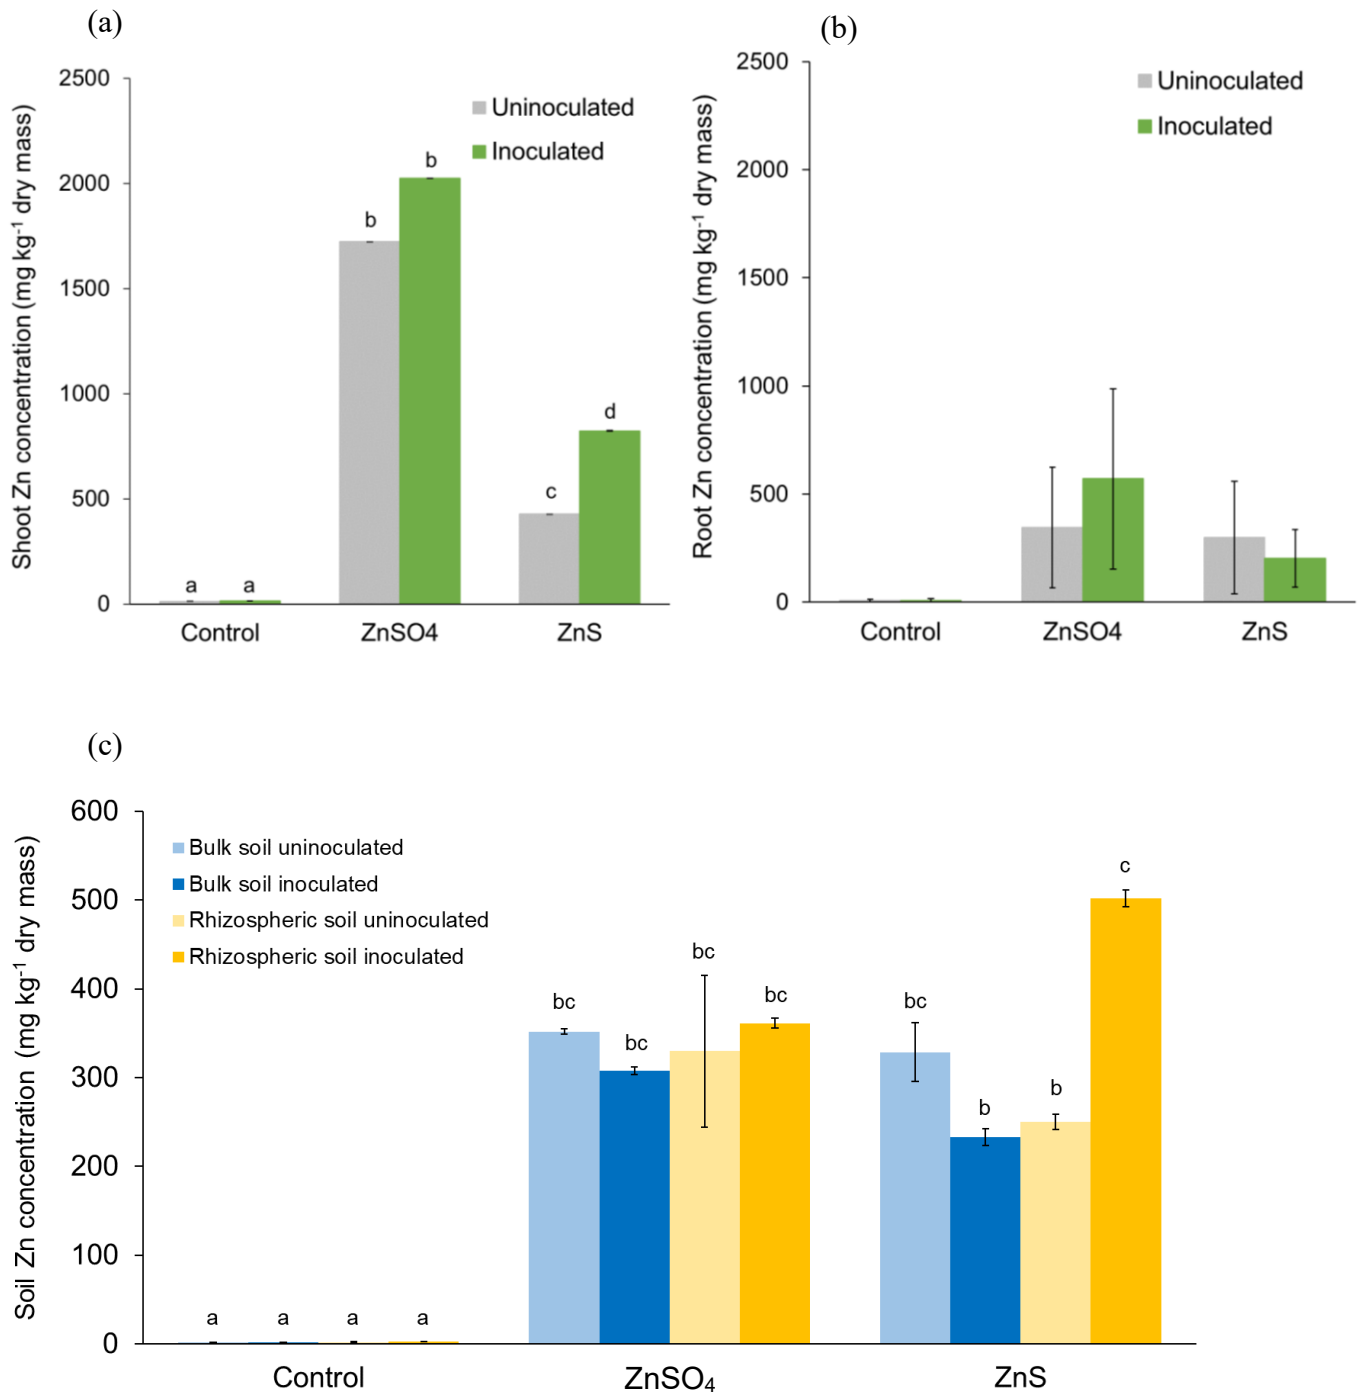 (a)
Shoot Zn concentration (mg kg⁻¹ dry mass)
2500
2000
1500
1000
500
0
Uninoculated
Inoculated
a
a
b
b
c
d
Control
ZnSO4
ZnS
(b)
Root Zn concentration (mg kg⁻¹ dry mass)
2500
2000
1500
1000
500
0
Uninoculated
Inoculated
Control
ZnSO4
ZnS
(c)
Soil Zn concentration (mg kg⁻¹ dry mass)
600
500
400
300
200
100
0
Bulk soil uninoculated
Bulk soil inoculated
Rhizospheric soil uninoculated
Rhizospheric soil inoculated
a
a
a
a
bc
bc
bc
bc
bc
b
b
c
Control
ZnSO₄
ZnS